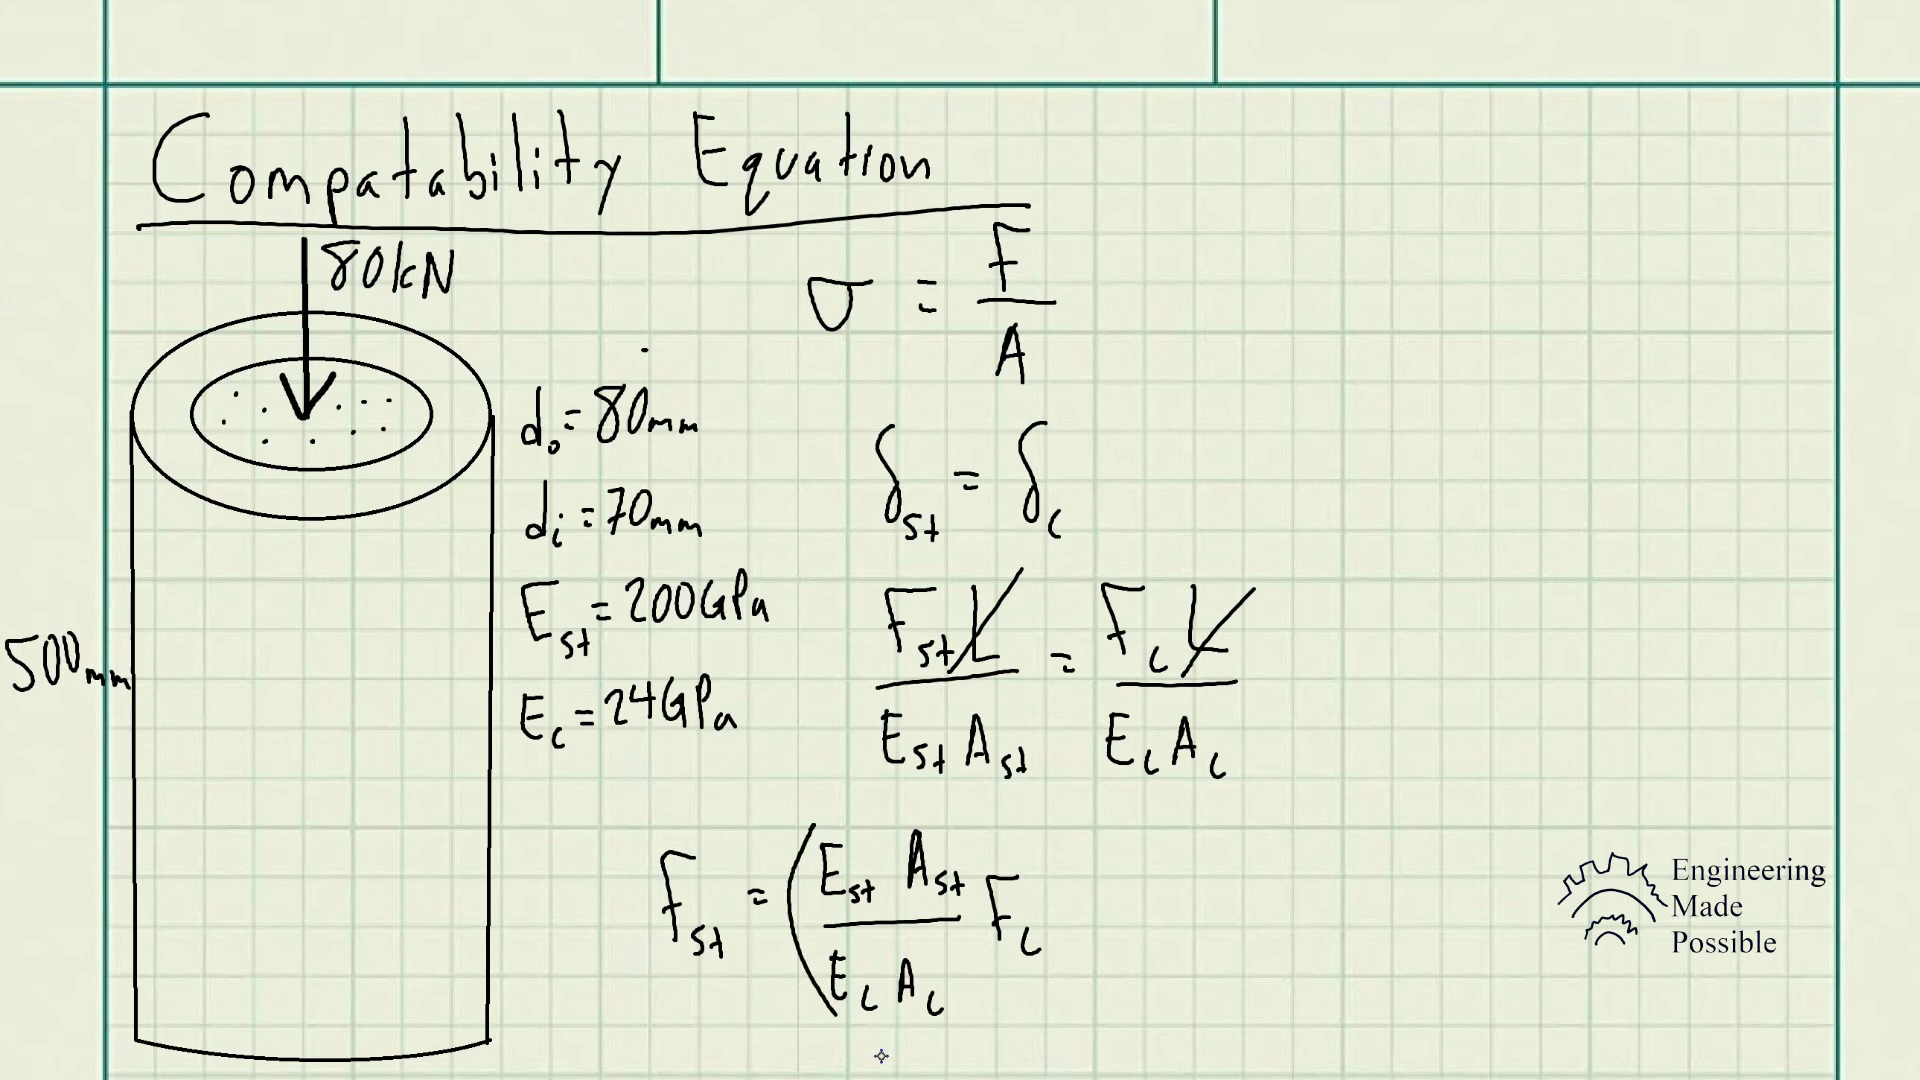 Compatability Equation
80kN
σ = F/A
d₀ = 80mm
dᵢ = 70mm
E_st = 200GPa
E_c = 24GPa
500mm
δ_st = δ_c
F_st L / E_st A_st = F_c L / E_c A_c
F_st = (E_st A_st / E_c A_c F_c
Engineering
Made
Possible